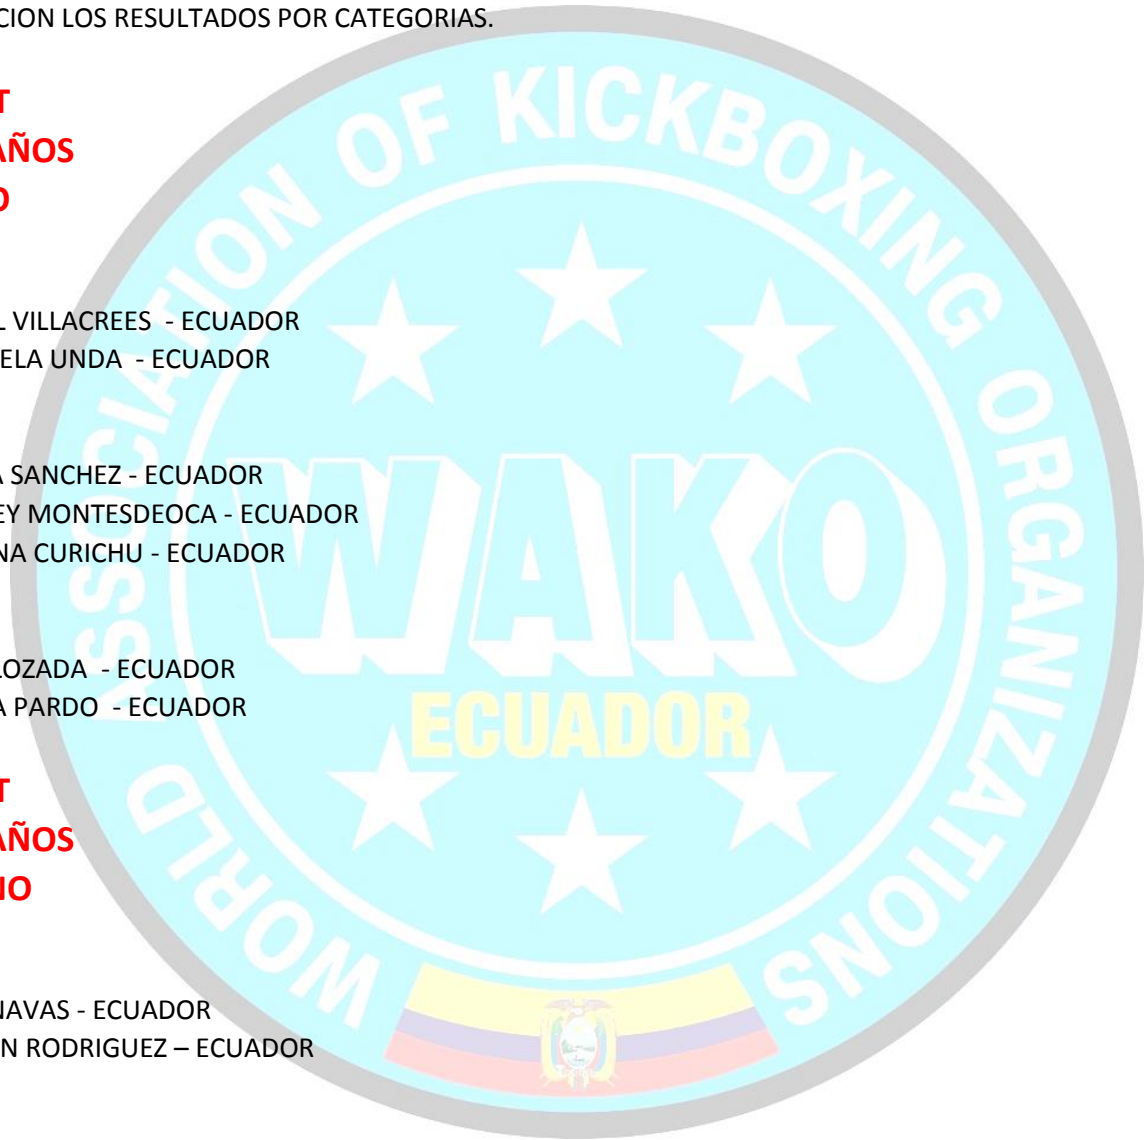 CION LOS RESULTADOS POR CATEGORIAS.
T
AÑOS
O
L VILLACREES - ECUADOR
ELA UNDA - ECUADOR
A SANCHEZ - ECUADOR
EY MONTESDEOCA - ECUADOR
NA CURICHU - ECUADOR
LOZADA - ECUADOR
A PARDO - ECUADOR
T
AÑOS
NO
NAVAS - ECUADOR
N RODRIGUEZ – ECUADOR
WORLD ASSOCIATION OF KICKBOXING ORGANIZATIONS
WAKO
ECUADOR